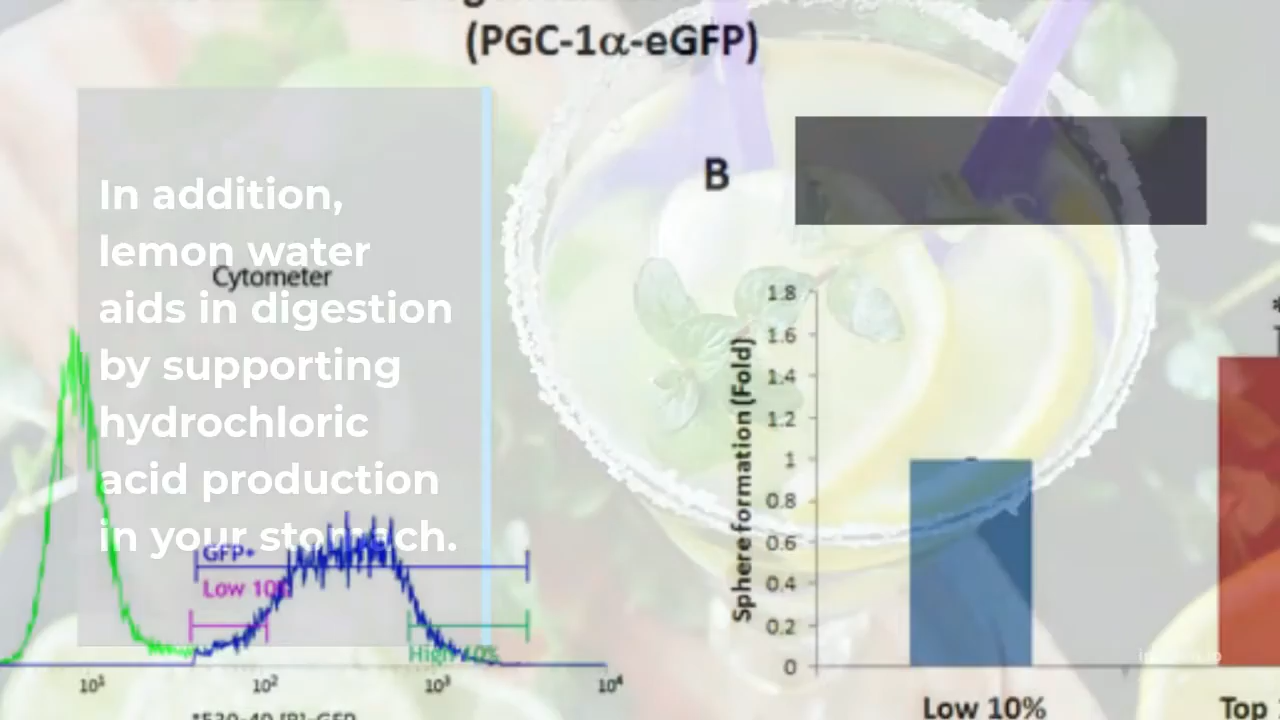 (PGC-1α-eGFP)
B
In addition,
lemon water
Cytometer
aids in digestion
by supporting
hydrochloric
acid production
in your stomach.
GFP+
Low 10%
High 10%
10¹
10²
10³
10⁴
Sphere formation (Fold)
1.8
1.6
1.4
1.2
1
0.8
0.6
0.4
0.2
0
Low 10%
Top